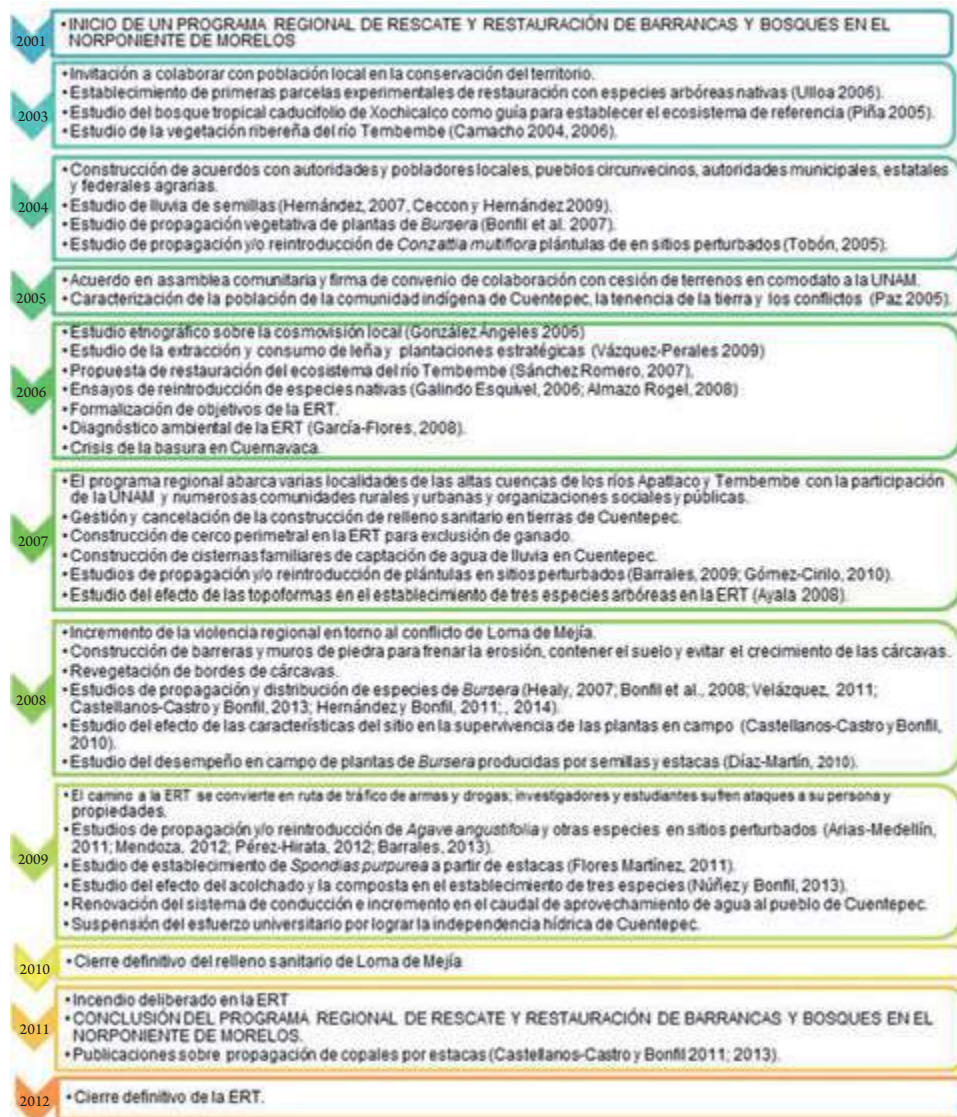 2001
• INICIO DE UN PROGRAMA REGIONAL DE RESCATE Y RESTAURACIÓN DE BARRANCAS Y BOSQUES EN EL
NORPONIENTE DE MORELOS
2003
• Invitación a colaborar con población local en la conservación del territorio.
• Establecimiento de primeras parcelas experimentales de restauración con especies arbóreas nativas (Ulloa 2006).
• Estudio del bosque tropical caducifolio de Xochicalco como guía para establecer el ecosistema de referencia (Piña 2005).
• Estudio de la vegetación ribereña del río Tembembe (Camacho 2004, 2006).
2004
• Construcción de acuerdos con autoridades y pobladores locales, pueblos circunvecinos, autoridades municipales, estatales
y federales agrarias.
• Estudio de lluvia de semillas (Hernández, 2007, Ceccon y Hernández 2009).
• Estudio de propagación vegetativa de plantas de Bursera (Bonfil et al. 2007).
• Estudio de propagación y/o reintroducción de Conzattia multiflora plántulas de en sitios perturbados (Tobón, 2005).
2005
• Acuerdo en asamblea comunitaria y firma de convenio de colaboración con cesión de terrenos en comodato a la UNAM.
• Caracterización de la población de la comunidad indígena de Cuentepec, la tenencia de la tierra y los conflictos (Paz 2005).
2006
• Estudio etnográfico sobre la cosmovisión local (González Ángeles 2006)
• Estudio de la extracción y consumo de leña y plantaciones estratégicas (Vázquez-Perales 2009)
• Propuesta de restauración del ecosistema del río Tembembe (Sánchez Romero, 2007),
• Ensayos de reintroducción de especies nativas (Galindo Esquivel, 2006; Almazo Rogel, 2008)
• Formalización de objetivos de la ERT.
• Diagnóstico ambiental de la ERT (García-Flores, 2008).
• Crisis de la basura en Cuernavaca.
2007
• El programa regional abarca varias localidades de las altas cuencas de los ríos Apatlaco y Tembembe con la participación
de la UNAM y numerosas comunidades rurales y urbanas y organizaciones sociales y públicas.
• Gestión y cancelación de la construcción de relleno sanitario en tierras de Cuentepec.
• Construcción de cerco perimetral en la ERT para exclusión de ganado.
• Construcción de cisternas familiares de captación de agua de lluvia en Cuentepec.
• Estudios de propagación y/o reintroducción de plántulas en sitios perturbados (Barrales, 2009; Gómez-Cirilo, 2010).
• Estudio del efecto de las topoformas en el establecimiento de tres especies arbóreas en la ERT (Ayala 2008).
2008
• Incremento de la violencia regional en torno al conflicto de Loma de Mejía.
• Construcción de barreras y muros de piedra para frenar la erosión, contener el suelo y evitar el crecimiento de las cárcavas.
• Revegetación de bordes de cárcavas.
• Estudios de propagación y distribución de especies de Bursera (Healy, 2007; Bonfil et al., 2008; Velázquez, 2011;
Castellanos-Castro y Bonfil, 2013; Hernández y Bonfil, 2011; , 2014).
• Estudio del efecto de las características del sitio en la supervivencia de las plantas en campo (Castellanos-Castro y Bonfil,
2010).
• Estudio del desempeño en campo de plantas de Bursera producidas por semillas y estacas (Díaz-Martín, 2010).
2009
• El camino a la ERT se convierte en ruta de tráfico de armas y drogas; investigadores y estudiantes sufren ataques a su persona y
propiedades.
• Estudios de propagación y/o reintroducción de Agave angustifolia y otras especies en sitios perturbados (Arias-Medellín,
2011; Mendoza, 2012; Pérez-Hirata, 2012; Barrales, 2013).
• Estudio de establecimiento de Spondias purpurea a partir de estacas (Flores Martínez, 2011).
• Estudio del efecto del acolchado y la composta en el establecimiento de tres especies (Núñez y Bonfil, 2013).
• Renovación del sistema de conducción e incremento en el caudal de aprovechamiento de agua al pueblo de Cuentepec.
• Suspensión del esfuerzo universitario por lograr la independencia hídrica de Cuentepec.
2010
• Cierre definitivo del relleno sanitario de Loma de Mejía
2011
• Incendio deliberado en la ERT
• CONCLUSIÓN DEL PROGRAMA REGIONAL DE RESCATE Y RESTAURACIÓN DE BARRANCAS Y BOSQUES EN EL
NORPONIENTE DE MORELOS.
• Publicaciones sobre propagación de copales por estacas (Castellanos-Castro y Bonfil 2011; 2013).
2012
• Cierre definitivo de la ERT.